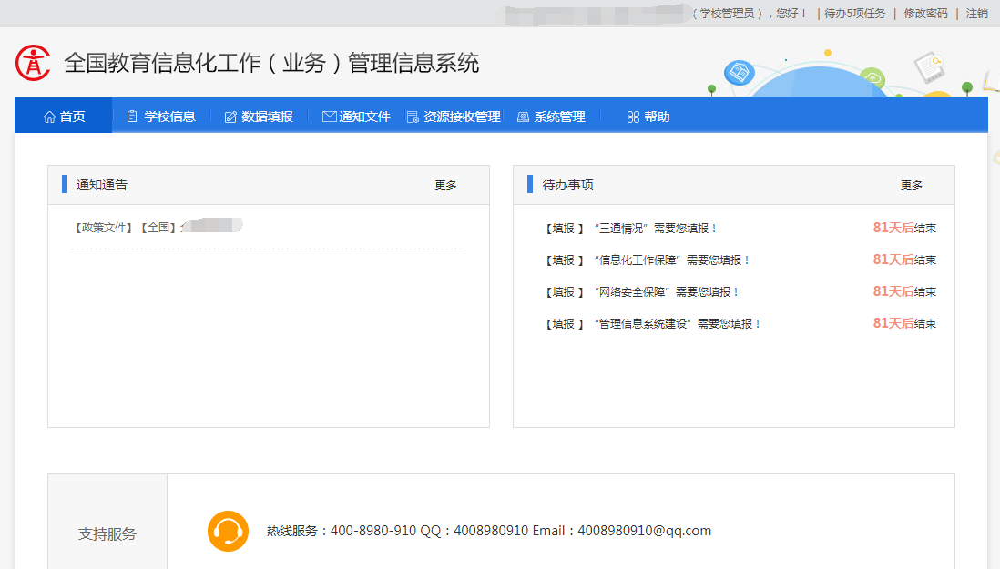 （学校管理员），您好！ | 待办5项任务 | 修改密码 | 注销
全国教育信息化工作（业务）管理信息系统
首页 学校信息 数据填报 通知文件 资源接收管理 系统管理 帮助
通知通告 更多
【政策文件】【全国】
待办事项 更多
【填报 】“三通情况”需要您填报！ 81天后结束
【填报 】“信息化工作保障”需要您填报！ 81天后结束
【填报 】“网络安全保障”需要您填报！ 81天后结束
【填报 】“管理信息系统建设”需要您填报！ 81天后结束
支持服务
热线服务：400-8980-910 QQ：4008980910 Email：4008980910@qq.com